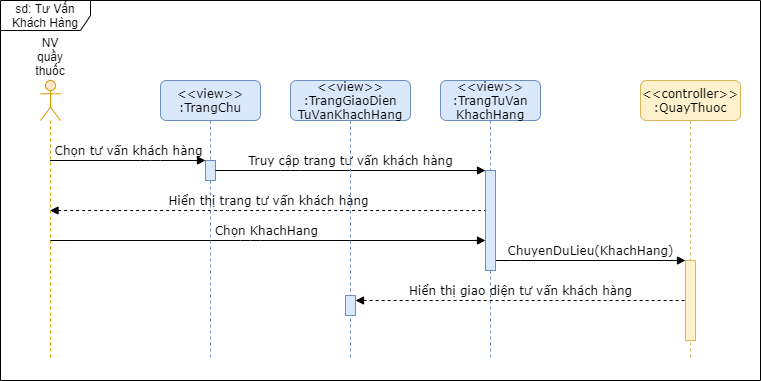 sd: Tư Vấn
Khách Hàng
NV
quầy
thuốc
<<view>>
:TrangChu
<<view>>
:TrangGiaoDien
TuVanKhachHang
<<view>>
:TrangTuVan
KhachHang
<<controller>>
:QuayThuoc
Chọn tư vấn khách hàng
Truy cập trang tư vấn khách hàng
Hiển thị trang tư vấn khách hàng
Chọn KhachHang
ChuyenDuLieu(KhachHang)
Hiển thị giao diện tư vấn khách hàng